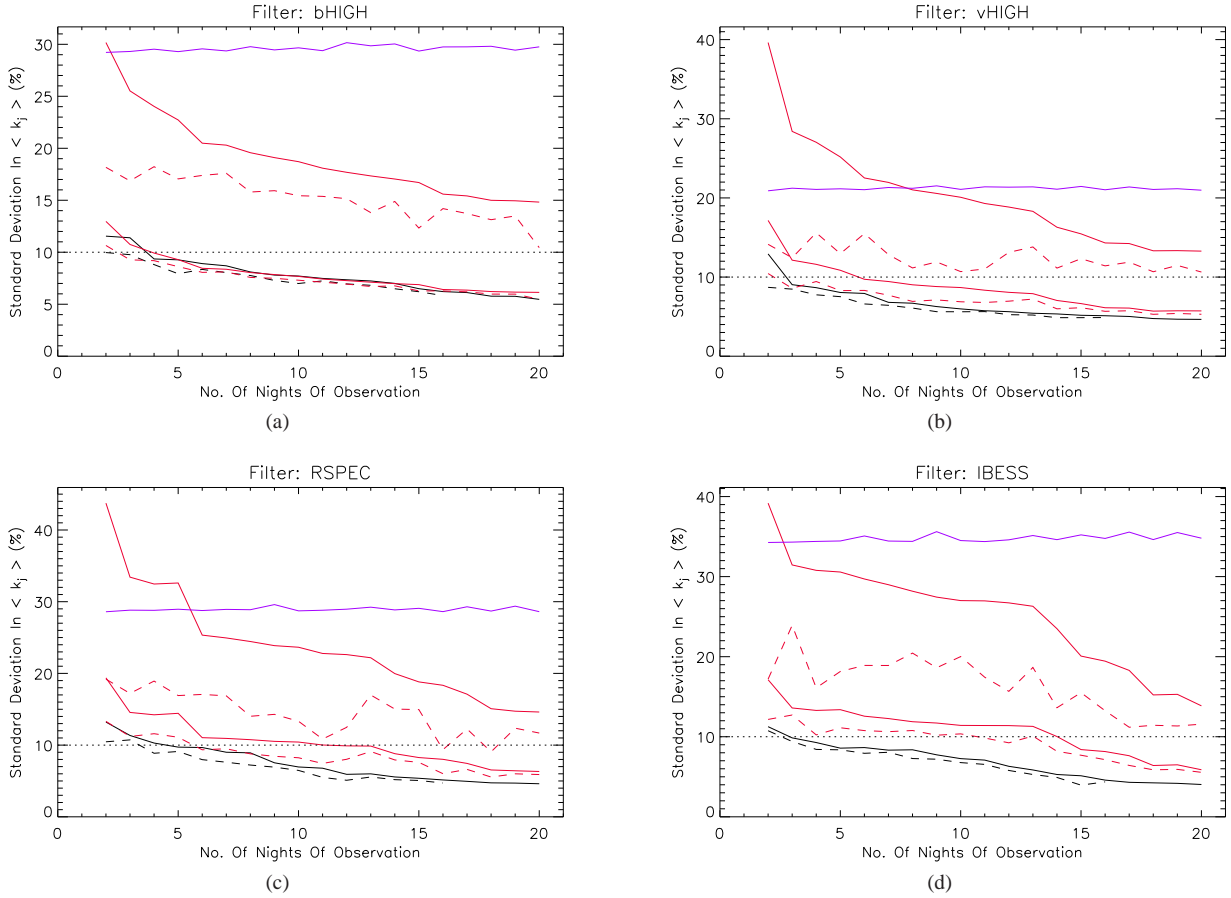 Filter: bHIGH
Standard Deviation In < k_j > (%)
30
25
20
15
10
5
0
0 5 10 15 20
No. Of Nights Of Observation
(a)
Filter: vHIGH
Standard Deviation In < k_j > (%)
40
30
20
10
0
0 5 10 15 20
No. Of Nights Of Observation
(b)
Filter: RSPEC
Standard Deviation In < k_j > (%)
40
30
20
10
0
0 5 10 15 20
No. Of Nights Of Observation
(c)
Filter: IBESS
Standard Deviation In < k_j > (%)
40
30
20
10
0
0 5 10 15 20
No. Of Nights Of Observation
(d)